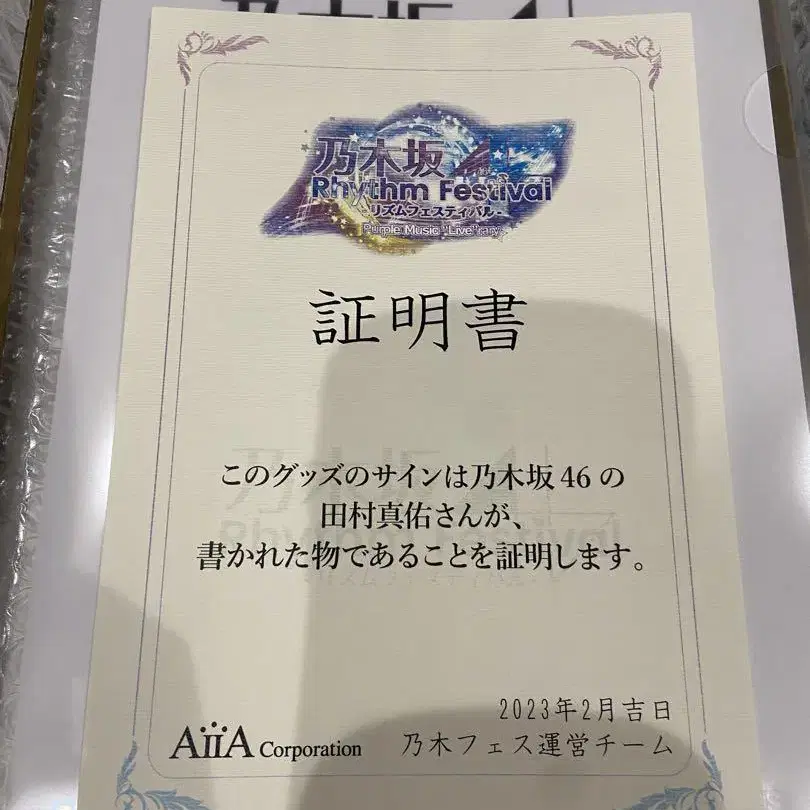 乃木坂46
Rhythm Festival
-リズムフェスティバル-
Purple Music "Live"rary
証明書
このグッズのサインは乃木坂46の
田村真佑さんが、
書かれた物であることを証明します。
2023年2月吉日
AiiA Corporation
乃木フェス運営チーム